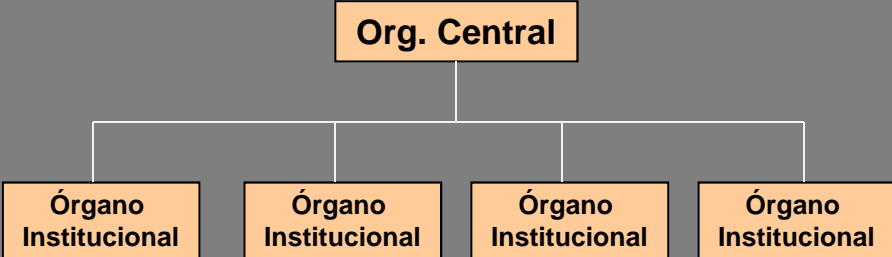 Org. Central
Órgano
Institucional
Órgano
Institucional
Órgano
Institucional
Órgano
Institucional